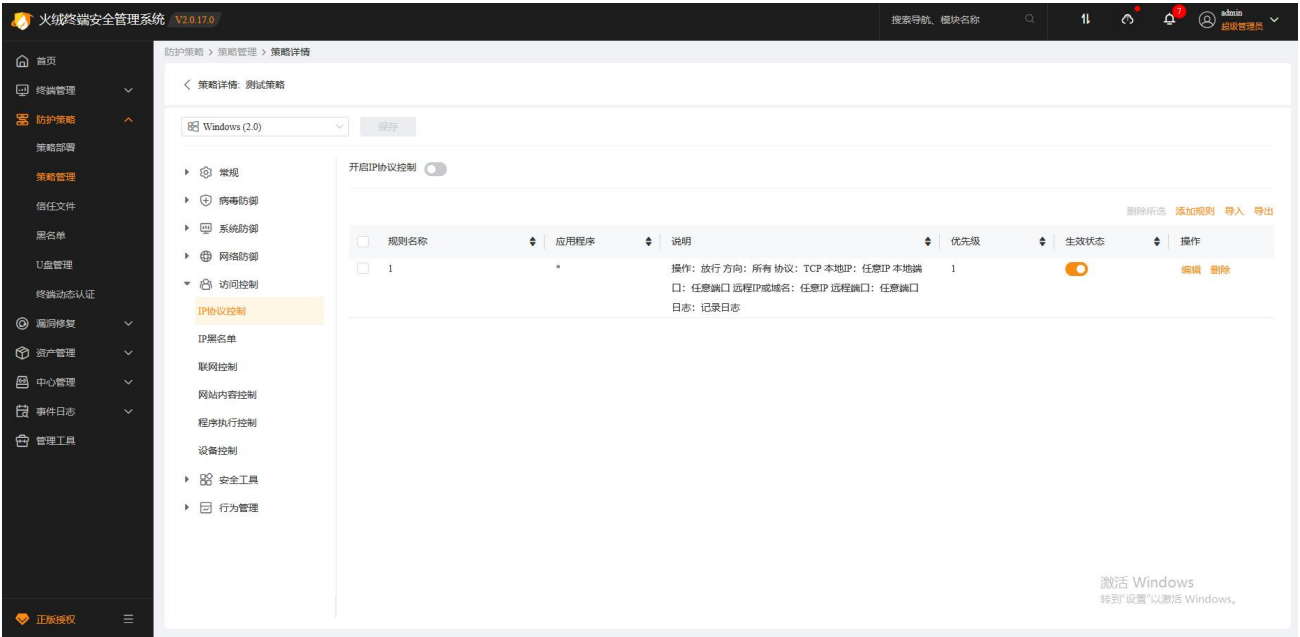 火绒终端安全管理系统 V2.0.17.0
搜索导航、模块名称
7
admin
超级管理员
首页
终端管理
防护策略
策略部署
策略管理
信任文件
黑名单
U盘管理
终端动态认证
漏洞修复
资产管理
中心管理
事件日志
管理工具
正版授权
防护策略 > 策略管理 > 策略详情
策略详情: 测试策略
Windows (2.0)
保存
常规
病毒防御
系统防御
网络防御
访问控制
IP协议控制
IP黑名单
联网控制
网站内容控制
程序执行控制
设备控制
安全工具
行为管理
开启IP协议控制
删除所选 添加规则 导入 导出
规则名称 应用程序 说明 优先级 生效状态 操作
1 * 操作：放行 方向：所有 协议：TCP 本地IP：任意IP 本地端 1 编辑 删除
口：任意端口 远程IP或域名：任意IP 远程端口：任意端口
日志：记录日志
激活 Windows
转到"设置"以激活 Windows。